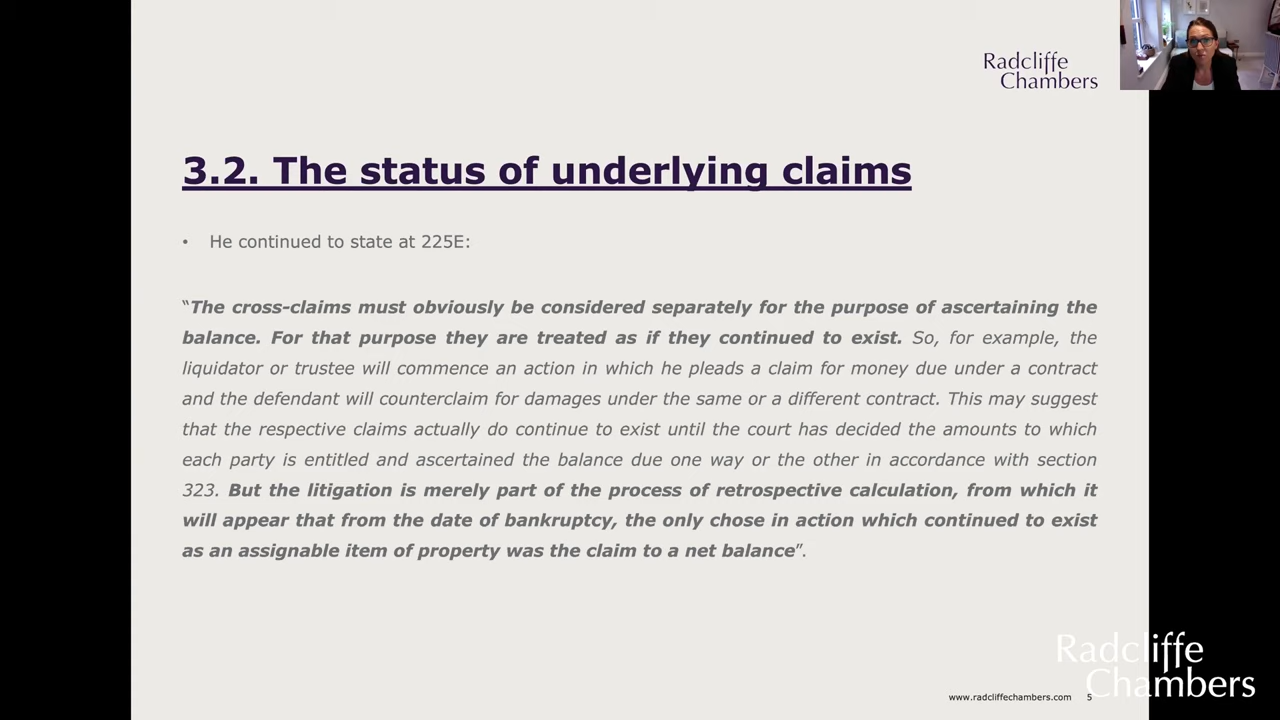 Radcliffe
Chambers
3.2. The status of underlying claims
• He continued to state at 225E:
“The cross-claims must obviously be considered separately for the purpose of ascertaining the
balance. For that purpose they are treated as if they continued to exist. So, for example, the
liquidator or trustee will commence an action in which he pleads a claim for money due under a contract
and the defendant will counterclaim for damages under the same or a different contract. This may suggest
that the respective claims actually do continue to exist until the court has decided the amounts to which
each party is entitled and ascertained the balance due one way or the other in accordance with section
323. But the litigation is merely part of the process of retrospective calculation, from which it
will appear that from the date of bankruptcy, the only chose in action which continued to exist
as an assignable item of property was the claim to a net balance”.
Radcliffe
Chambers
www.radcliffechambers.com 5